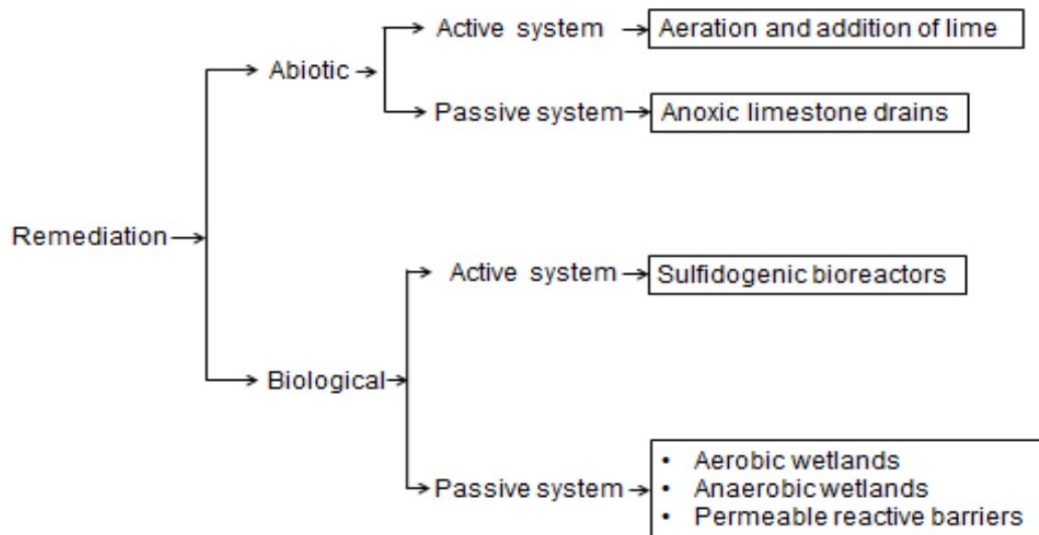 Active system
Aeration and addition of lime
Abiotic
Passive system
Anoxic limestone drains
Remediation
Active system
Sulfidogenic bioreactors
Biological
Passive system
• Aerobic wetlands
• Anaerobic wetlands
• Permeable reactive barriers